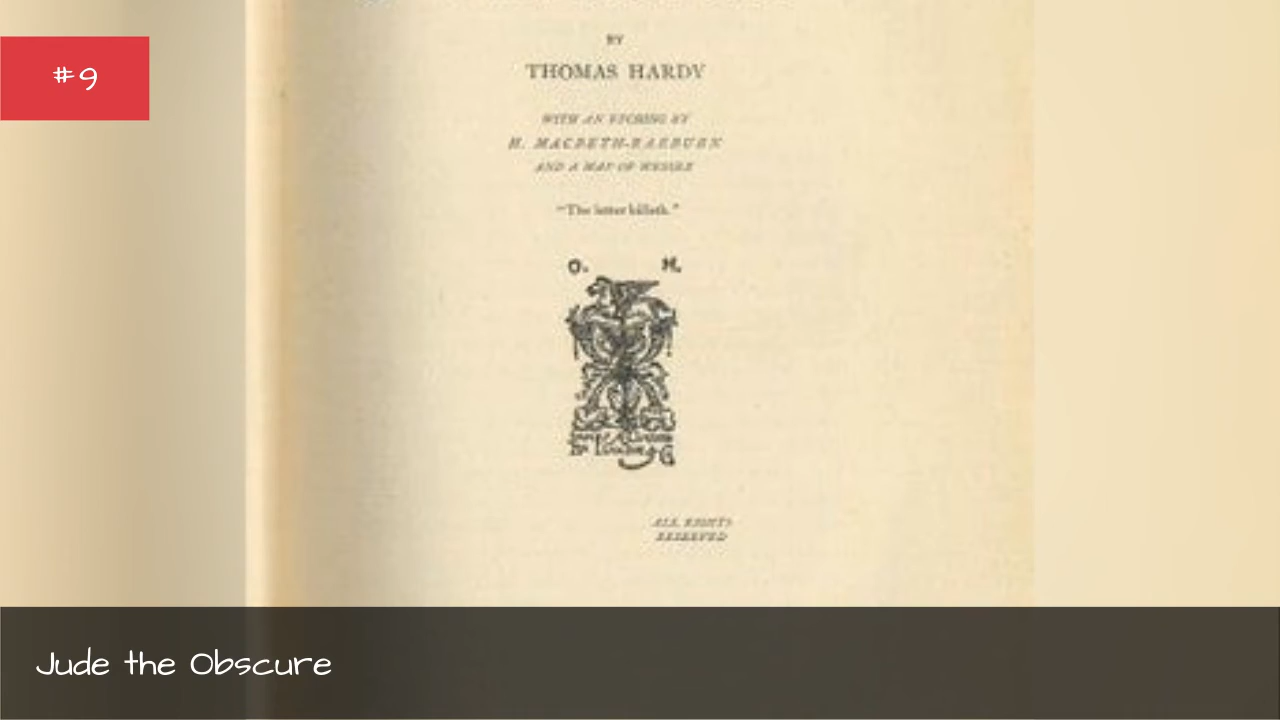 #9
BY
THOMAS HARDY
WITH AN ETCHING BY
H. MACBETH-RAEBURN
AND A MAP OF WESSEX
"The letter killeth."
O. M.
ALL RIGHTS
RESERVED
Jude the Obscure